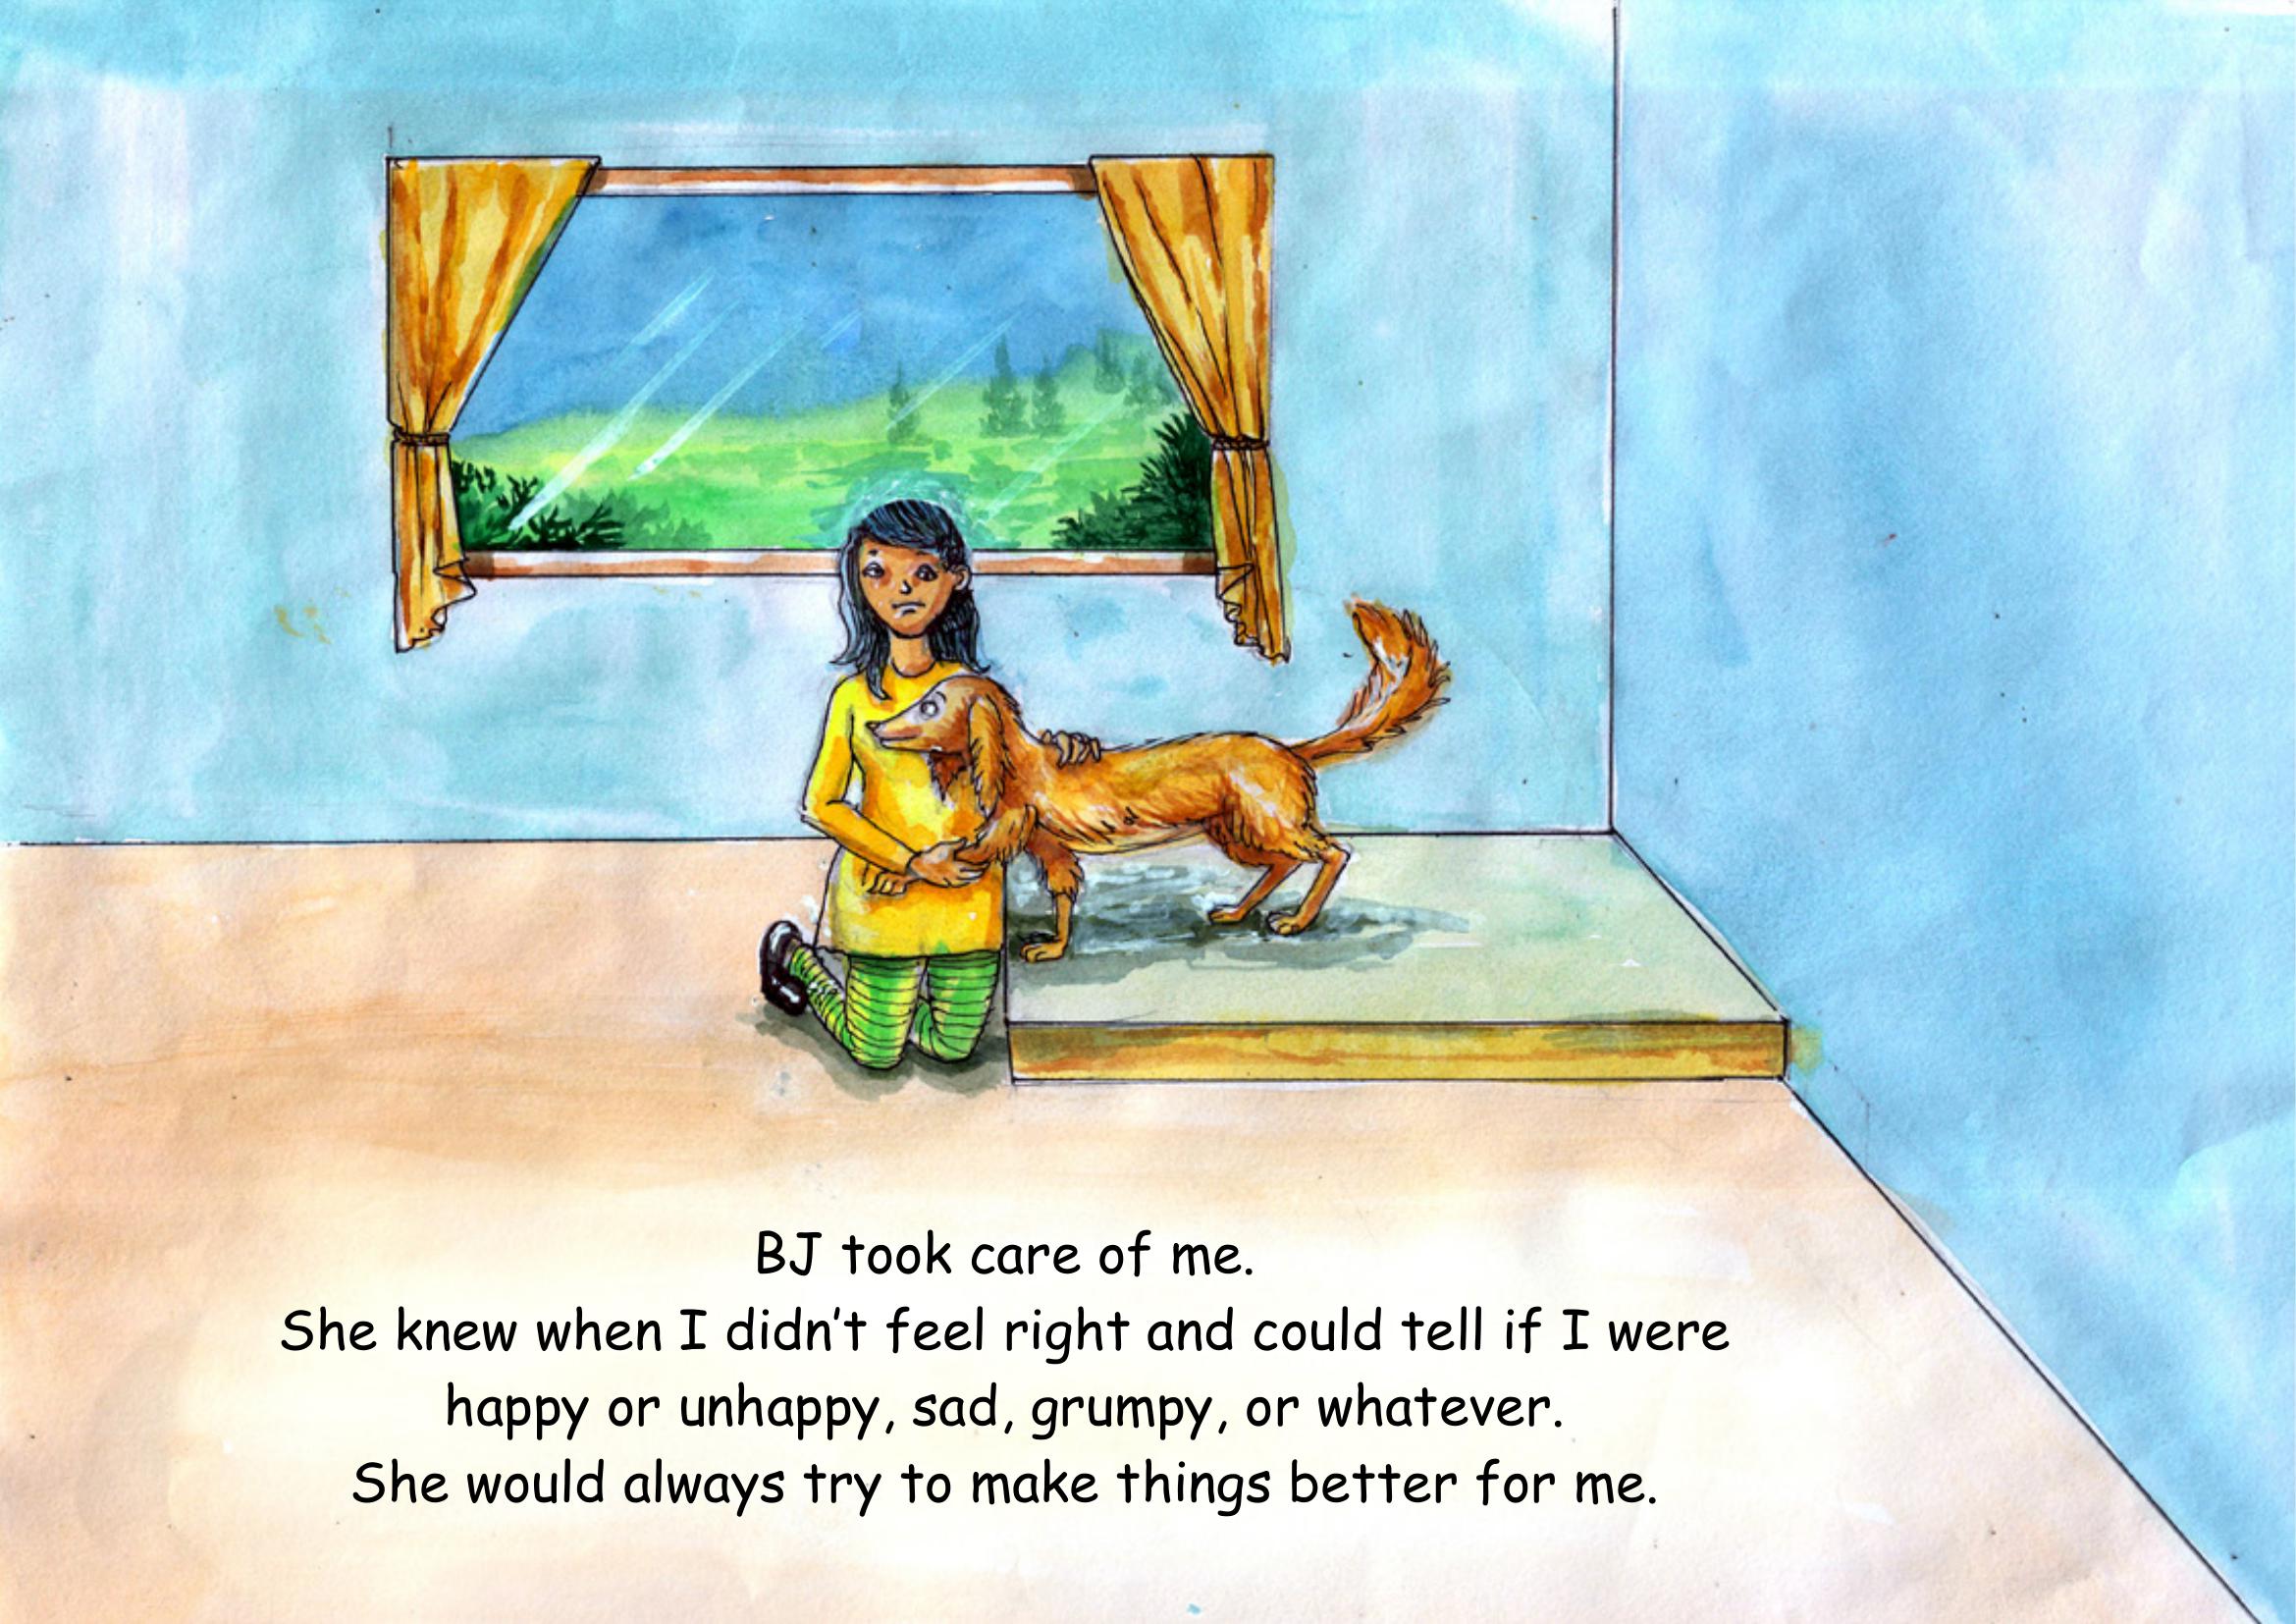 BJ took care of me.
She knew when I didn't feel right and could tell if I were
happy or unhappy, sad, grumpy, or whatever.
She would always try to make things better for me.